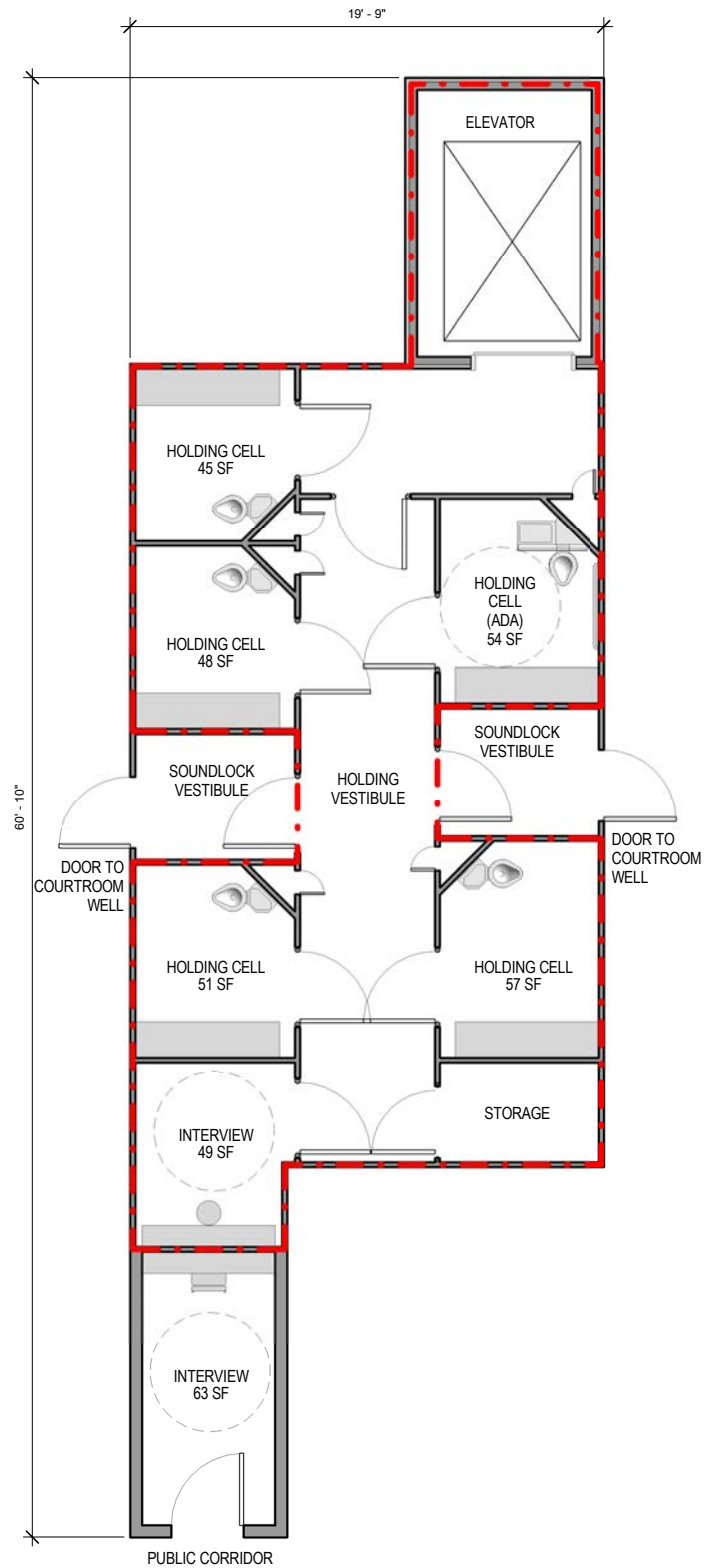 19' - 9"
ELEVATOR
HOLDING CELL
45 SF
HOLDING
CELL
(ADA)
54 SF
HOLDING CELL
48 SF
SOUNDLOCK
VESTIBULE
SOUNDLOCK
VESTIBULE
HOLDING
VESTIBULE
60' - 10"
DOOR TO
COURTROOM
WELL
DOOR TO
COURTROOM
WELL
HOLDING CELL
51 SF
HOLDING CELL
57 SF
STORAGE
INTERVIEW
49 SF
INTERVIEW
63 SF
PUBLIC CORRIDOR